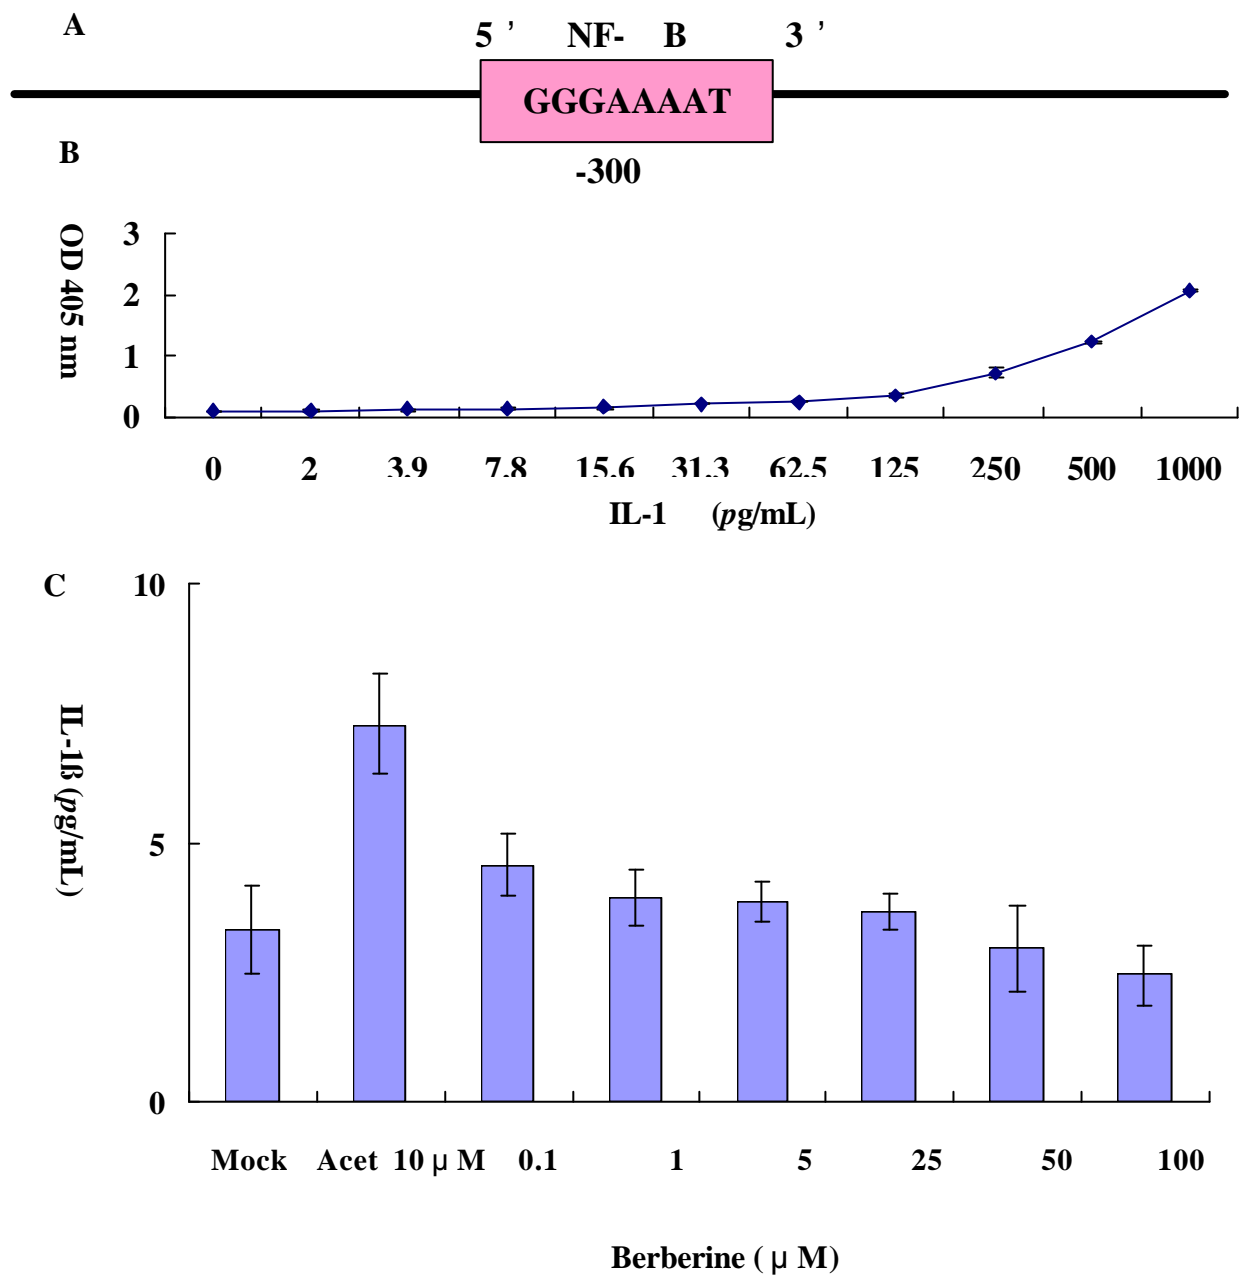 A
5 ’ NF- B 3 ’
GGGAAAAT
-300
B
OD 405 nm
3
2
1
0
0 2 3.9 7.8 15.6 31.3 62.5 125 250 500 1000
IL-1 (pg/mL)
C
IL-1ß (pg/mL)
10
5
0
Mock Acet 10 μ M 0.1 1 5 25 50 100
Berberine ( μ M)